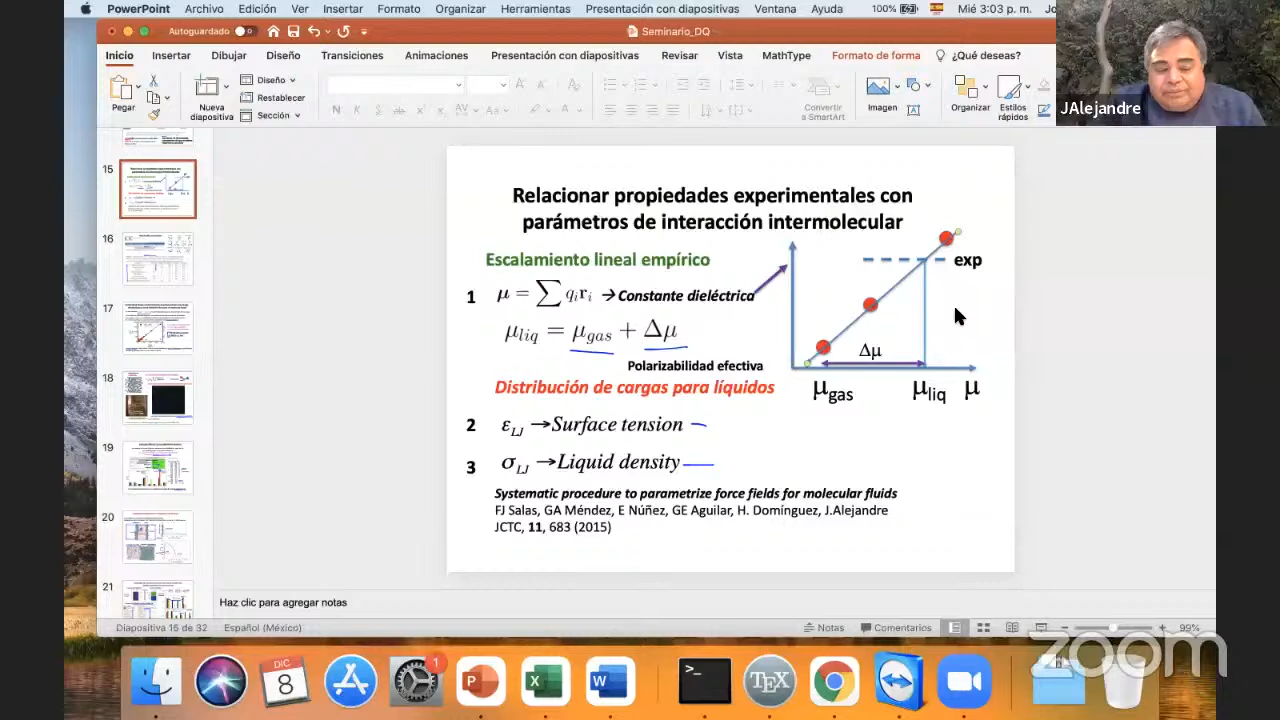 PowerPoint Archivo Edición Ver Insertar Formato Organizar Herramientas Presentación con diapositivas Ventana Ayuda 100% Mié 3:03 p. m. Jo
Autoguardado Seminario_DQ
Inicio Insertar Dibujar Diseño Transiciones Animaciones Presentación con diapositivas Revisar Vista MathType Formato de forma ¿Qué deseas?
Pegar
Nueva diapositiva
Diseño
Restablecer
Sección
Convertir a SmartArt
Imagen
Organizar
Estilos rápidos
JAlejandre
15
16
17
18
19
20
21
Relacionar propiedades experimentales con
parámetros de interacción intermolecular
Escalamiento lineal empírico
1 μ = ∑ qᵢrᵢ → Constante dieléctrica
μ_liq = μ_gas + Δμ
Polarizabilidad efectiva
Distribución de cargas para líquidos
2 ε_LJ → Surface tension
3 σ_LJ → Liquid density
Systematic procedure to parametrize force fields for molecular fluids
FJ Salas, GA Méndez, E Núñez, GE Aguilar, H. Domínguez, J.Alejandre
JCTC, 11, 683 (2015)
exp
Δμ
μ_gas μ_liq μ
Haz clic para agregar notas
Diapositiva 15 de 32 Español (México) Notas Comentarios 99%
zoom
DIC
8
1
P X W >_ TEX